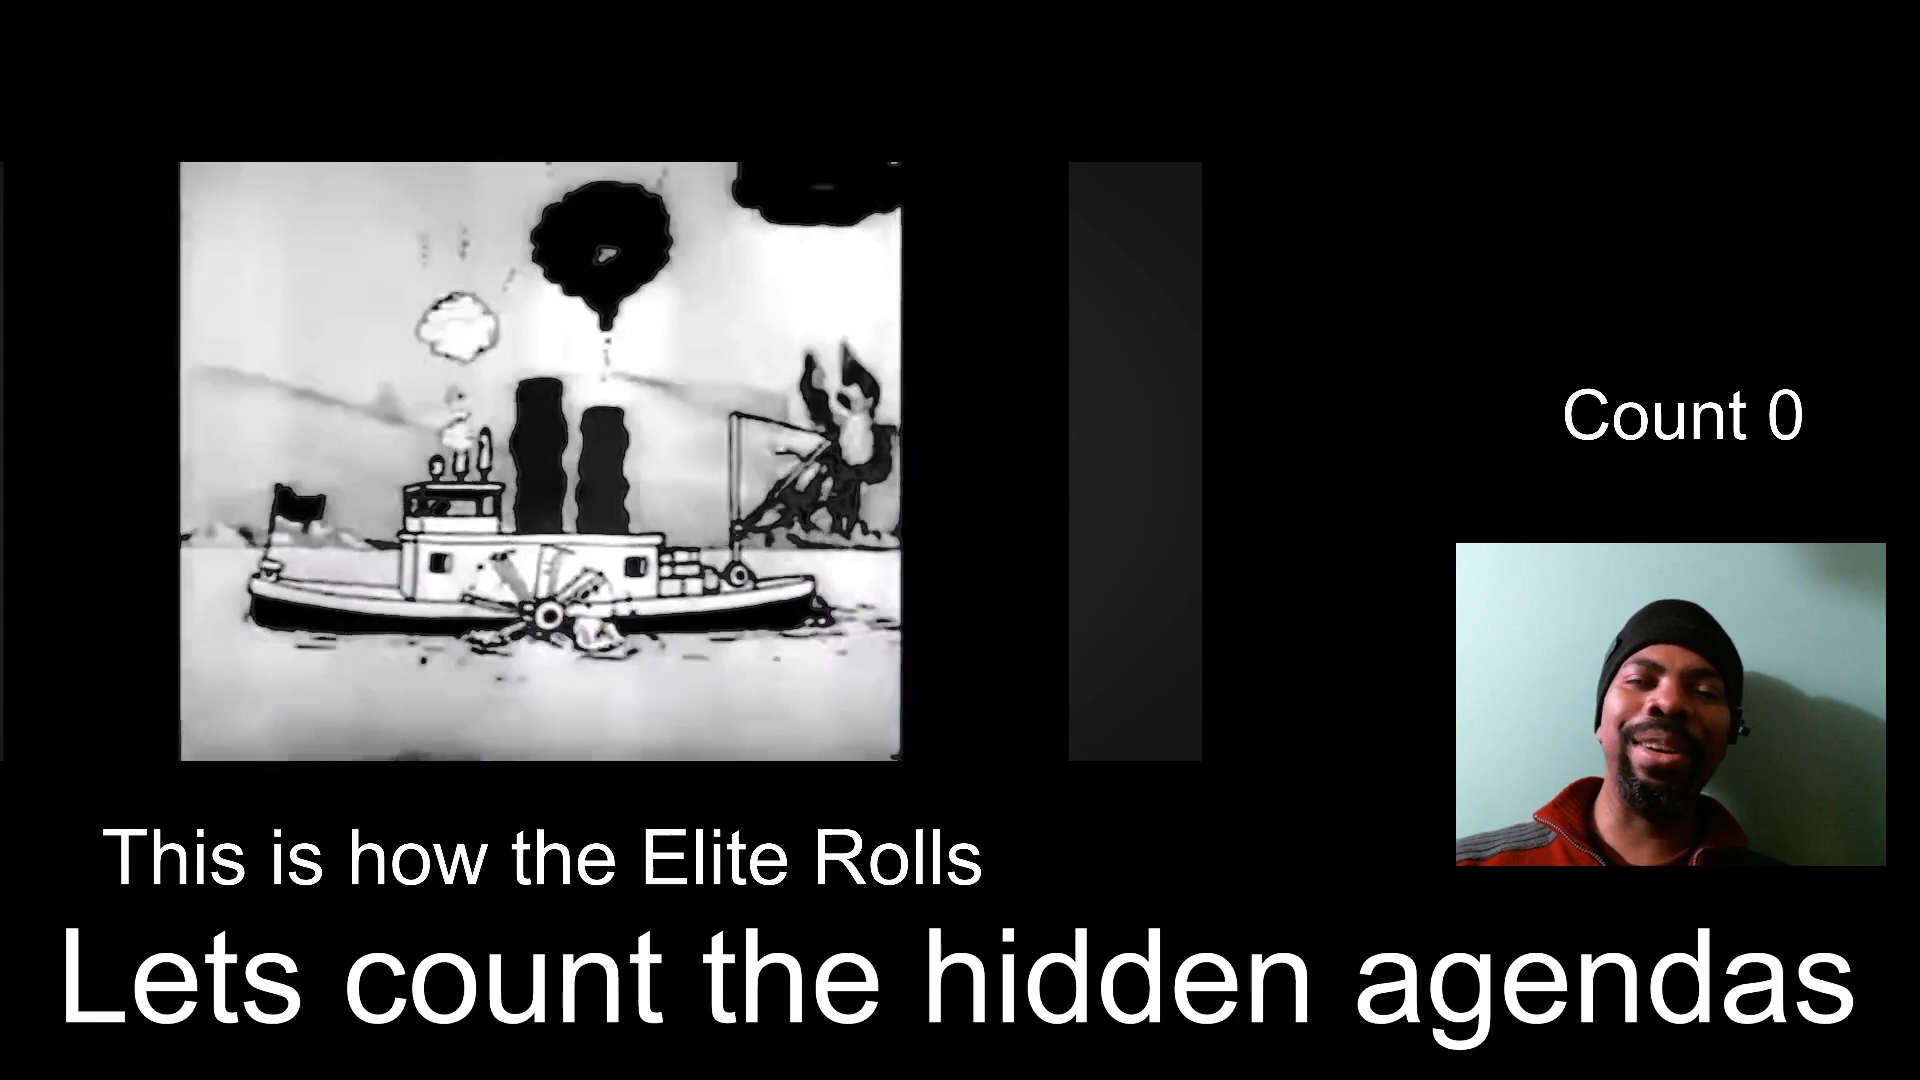 Count 0
This is how the Elite Rolls
Lets count the hidden agendas